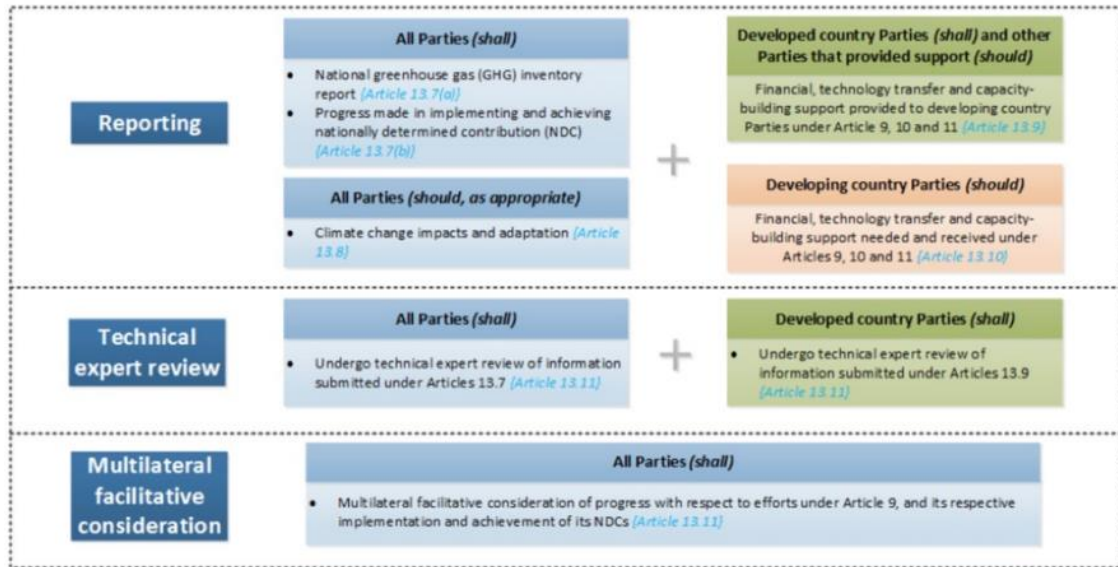 Reporting
All Parties (shall)
• National greenhouse gas (GHG) inventory
report {Article 13.7(a)}
• Progress made in implementing and achieving
nationally determined contribution (NDC)
{Article 13.7(b)}
All Parties (should, as appropriate)
• Climate change impacts and adaptation {Article
13.8}
+
Developed country Parties (shall) and other
Parties that provided support (should)
Financial, technology transfer and capacity-
building support provided to developing country
Parties under Article 9, 10 and 11 {Article 13.9}
Developing country Parties (should)
Financial, technology transfer and capacity-
building support needed and received under
Articles 9, 10 and 11 {Article 13.10}
Technical
expert review
All Parties (shall)
• Undergo technical expert review of information
submitted under Articles 13.7 {Article 13.11}
+
Developed country Parties (shall)
• Undergo technical expert review of
information submitted under Articles 13.9
{Article 13.11}
Multilateral
facilitative
consideration
All Parties (shall)
• Multilateral facilitative consideration of progress with respect to efforts under Article 9, and its respective
implementation and achievement of its NDCs {Article 13.11}